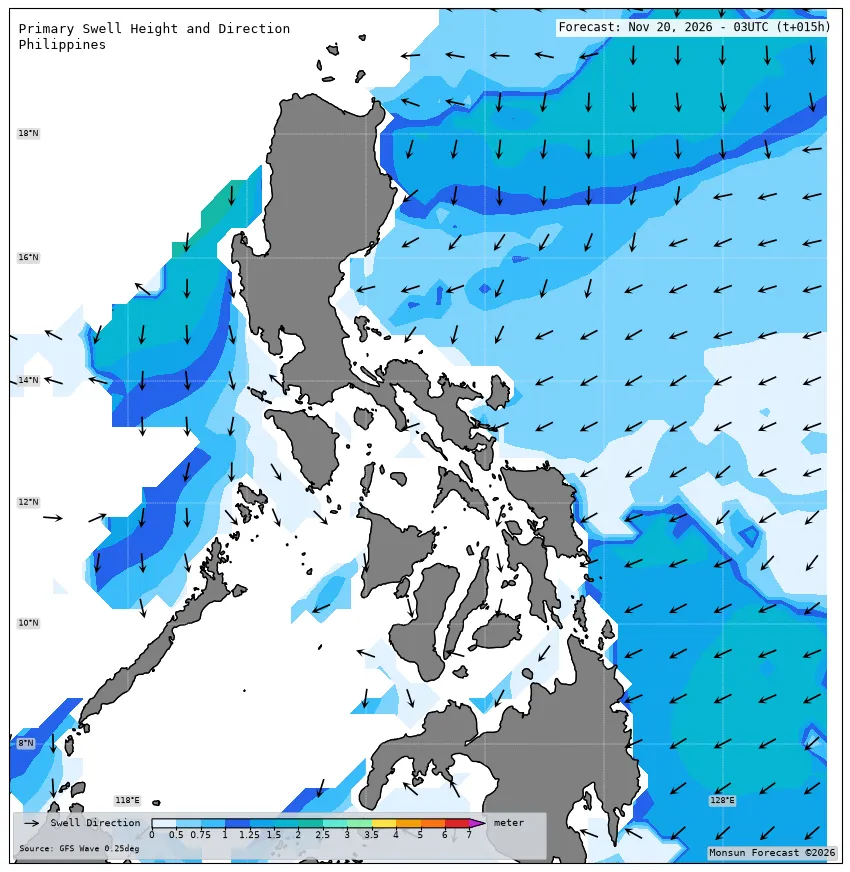 Primary Swell Height and Direction
Philippines
Forecast: Nov 20, 2026 - 03UTC (t+015h)
18°N
16°N
14°N
12°N
10°N
8°N
118°E
128°E
Swell Direction
0 0.5 0.75 1 1.25 1.5 2 2.5 3 3.5 4 5 6 7
meter
Source: GFS Wave 0.25deg
Monsun Forecast ©2026